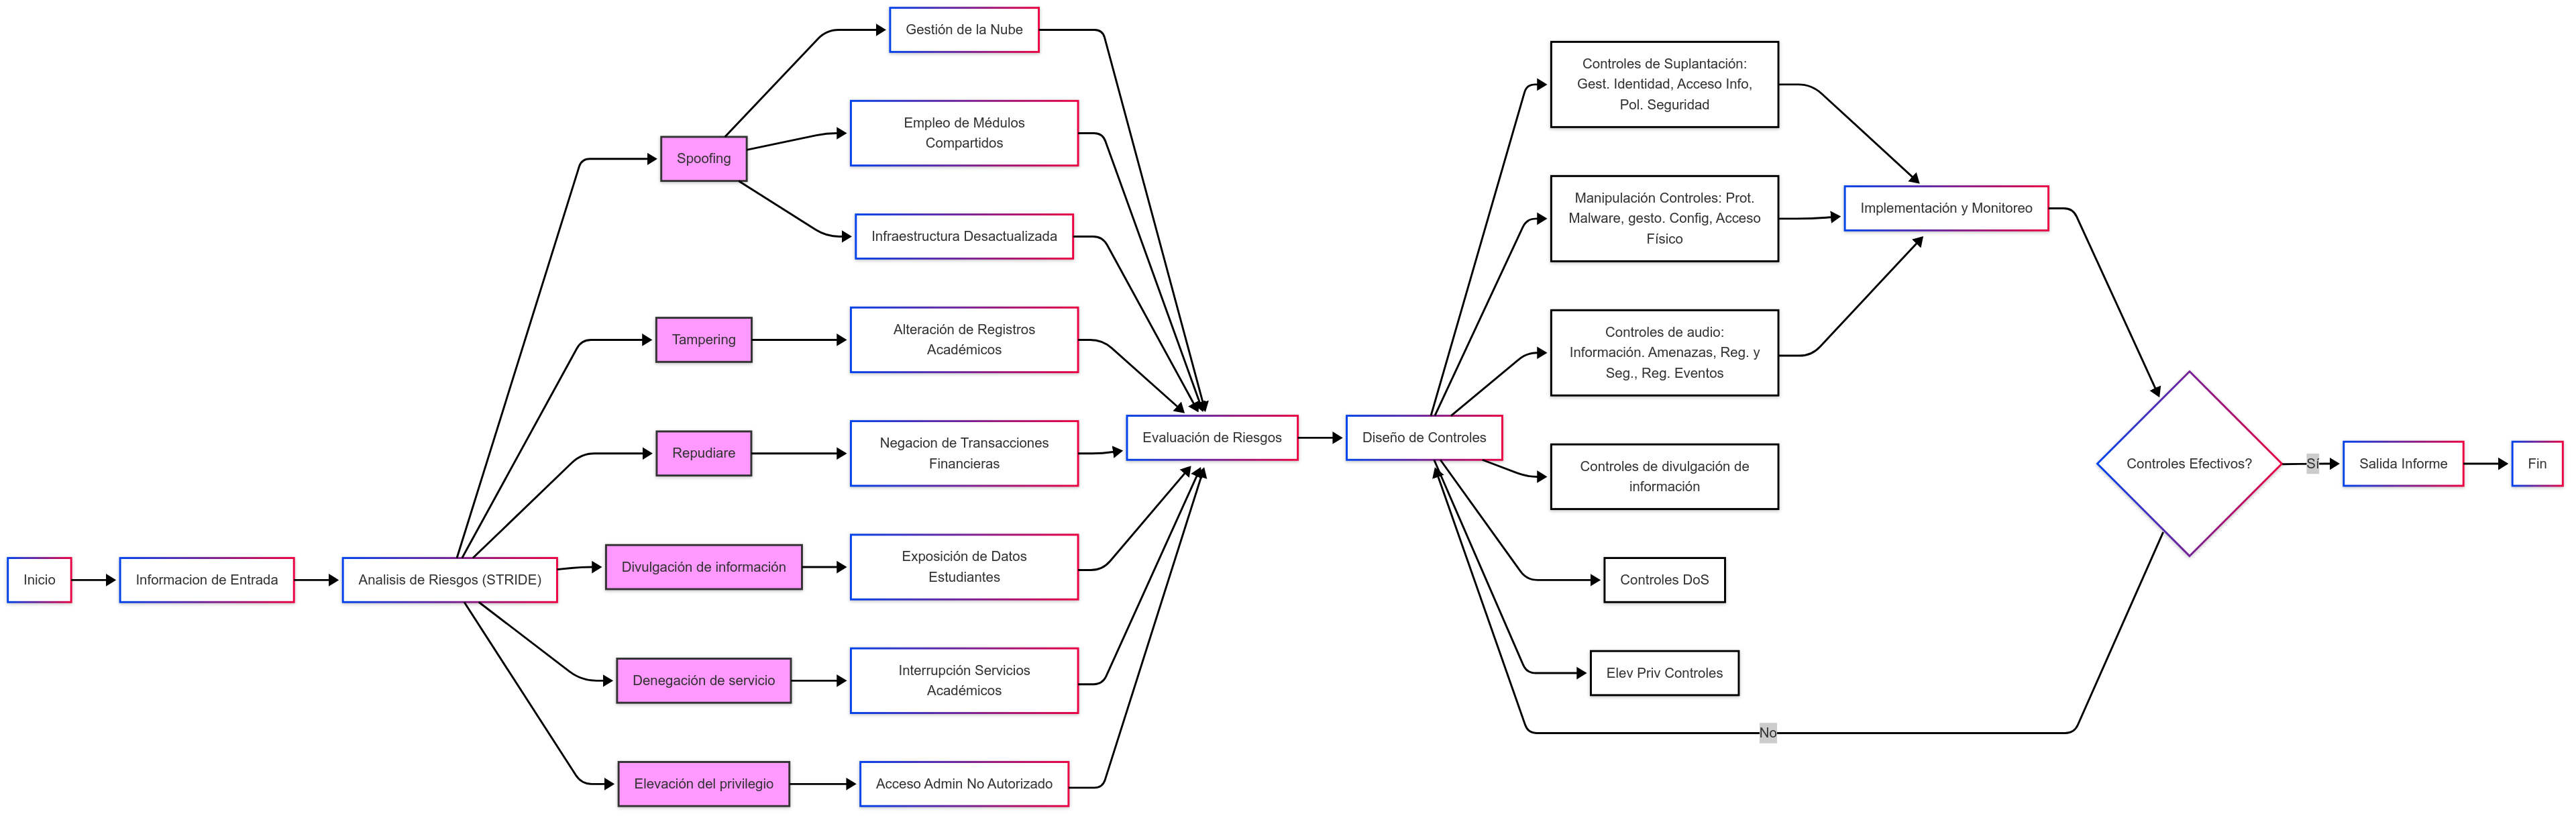 Inicio
Informacion de Entrada
Analisis de Riesgos (STRIDE)
Spoofing
Tampering
Repudiare
Divulgación de información
Denegación de servicio
Elevación del privilegio
Gestión de la Nube
Empleo de Médulos
Compartidos
Infraestructura Desactualizada
Alteración de Registros
Académicos
Negacion de Transacciones
Financieras
Exposición de Datos
Estudiantes
Interrupción Servicios
Académicos
Acceso Admin No Autorizado
Evaluación de Riesgos
Diseño de Controles
Controles de Suplantación:
Gest. Identidad, Acceso Info,
Pol. Seguridad
Manipulación Controles: Prot.
Malware, gesto. Config, Acceso
Físico
Controles de audio:
Información. Amenazas, Reg. y
Seg., Reg. Eventos
Controles de divulgación de
información
Controles DoS
Elev Priv Controles
Implementación y Monitoreo
Controles Efectivos?
No
Sí
Salida Informe
Fin